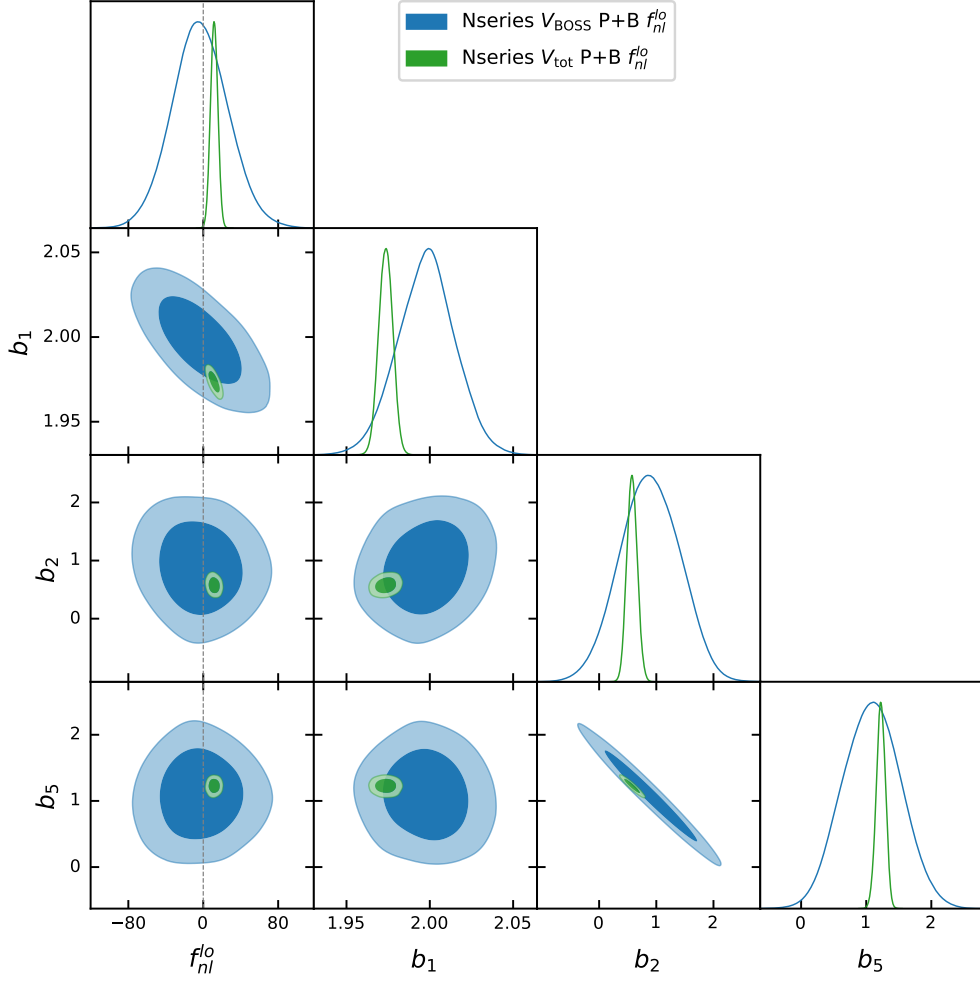 Nseries V_BOSS P+B f_nl^lo
Nseries V_tot P+B f_nl^lo
2.05
2.00
1.95
b_1
2
1
0
b_2
2
1
0
b_5
−80 0 80 1.95 2.00 2.05 0 1 2 0 1 2
f_nl^lo b_1 b_2 b_5